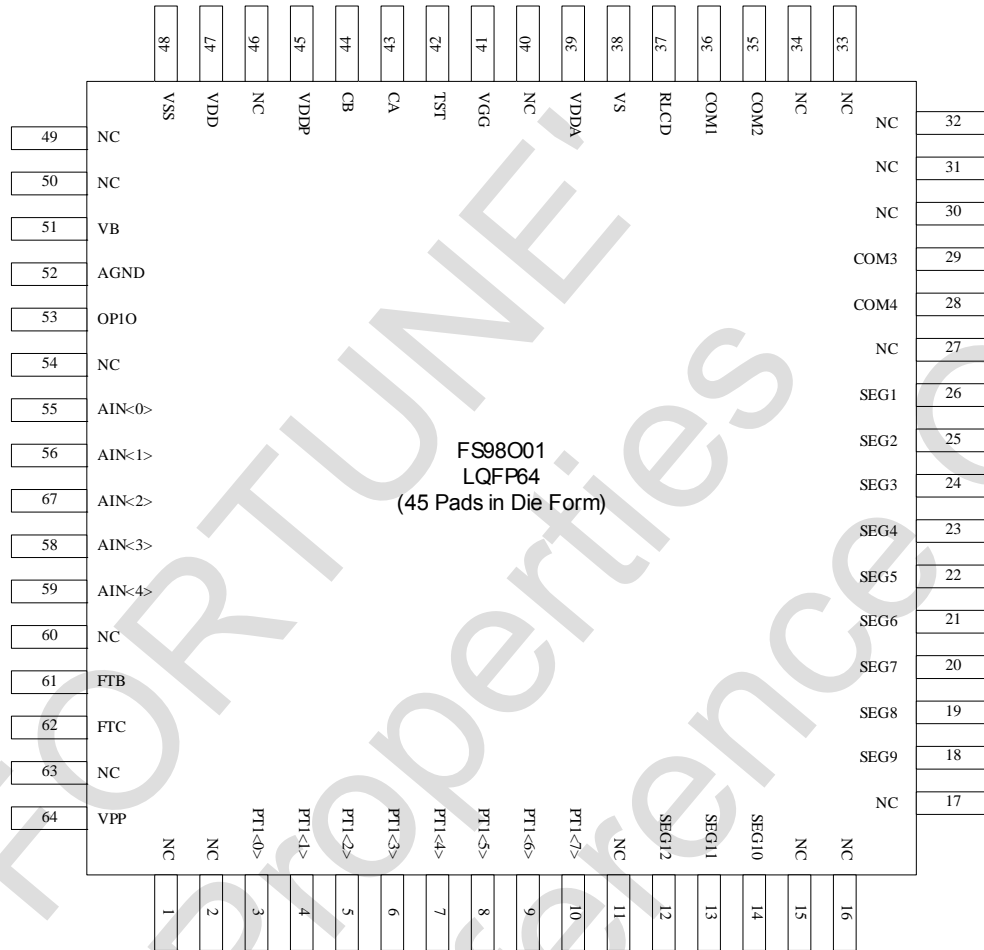 48 47 46 45 44 43 42 41 40 39 38 37 36 35 34 33
VSS VDD NC VDDP CB CA TST VGG NC VDDA VS RLCD COM1 COM2 NC NC
49 NC
50 NC
51 VB
52 AGND
53 OP1O
54 NC
55 AIN<0>
56 AIN<1>
67 AIN<2>
58 AIN<3>
59 AIN<4>
60 NC
61 FTB
62 FTC
63 NC
64 VPP
FS98O01
LQFP64
(45 Pads in Die Form)
NC 32
NC 31
NC 30
COM3 29
COM4 28
NC 27
SEG1 26
SEG2 25
SEG3 24
SEG4 23
SEG5 22
SEG6 21
SEG7 20
SEG8 19
SEG9 18
NC 17
NC NC PT1<0> PT1<1> PT1<2> PT1<3> PT1<4> PT1<5> PT1<6> PT1<7> NC SEG12 SEG11 SEG10 NC NC
1 2 3 4 5 6 7 8 9 10 11 12 13 14 15 16
FORTUNE'
Properties